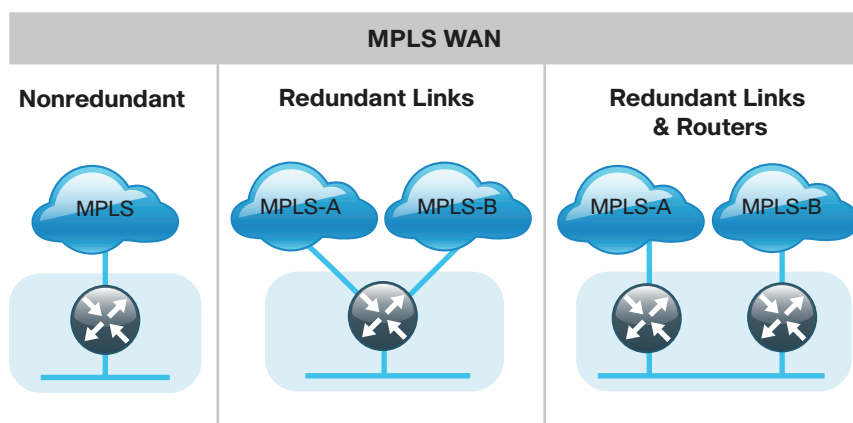 MPLS WAN
Nonredundant
MPLS
Redundant Links
MPLS-A
MPLS-B
Redundant Links
& Routers
MPLS-A
MPLS-B